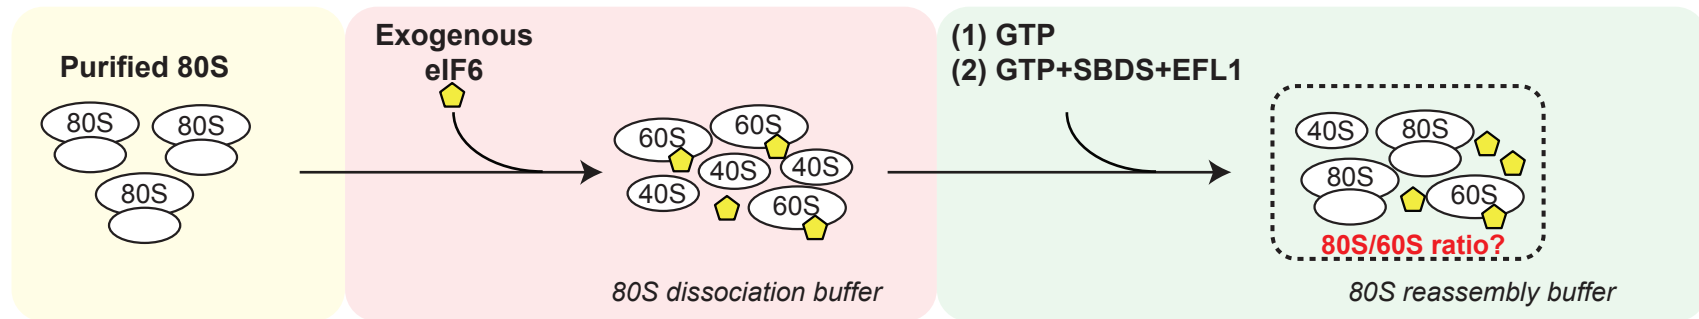 Purified 80S
80S
80S
80S
Exogenous
eIF6
60S
60S
40S
40S
40S
60S
80S dissociation buffer
(1) GTP
(2) GTP+SBDS+EFL1
40S
80S
80S
60S
80S/60S ratio?
80S reassembly buffer